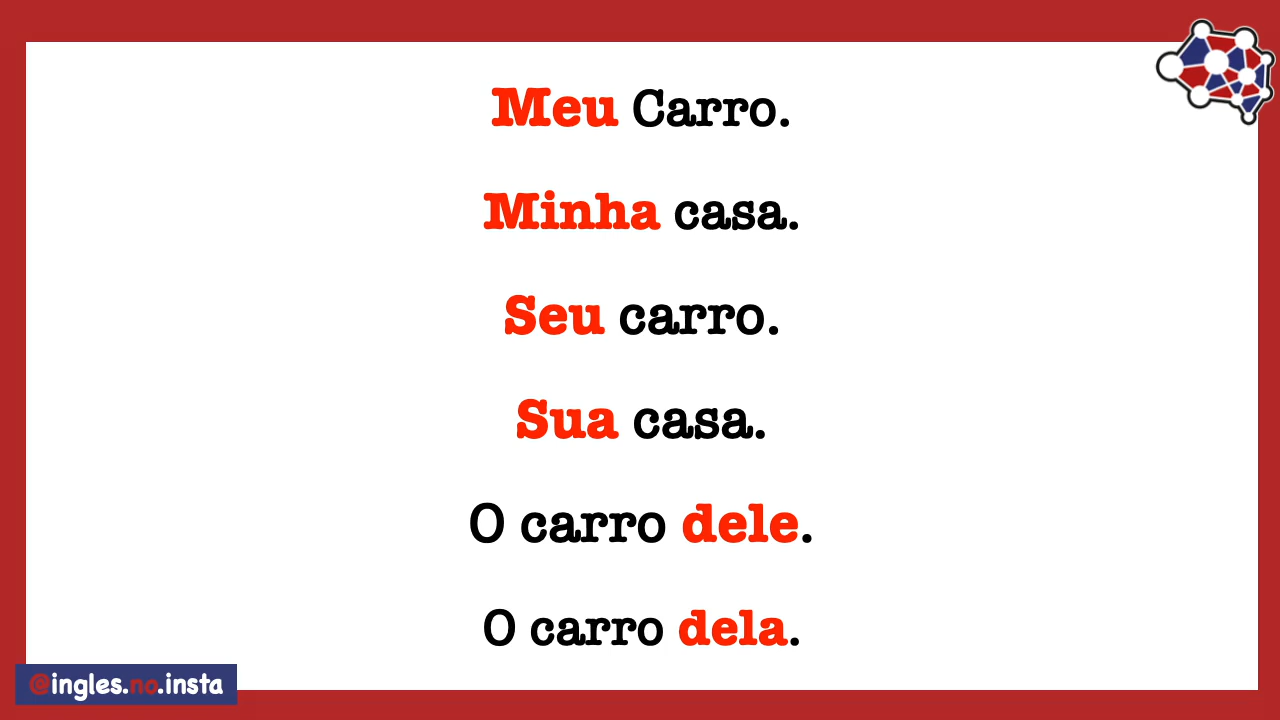 Meu Carro.
Minha casa.
Seu carro.
Sua casa.
O carro dele.
O carro dela.
@ingles.no.insta